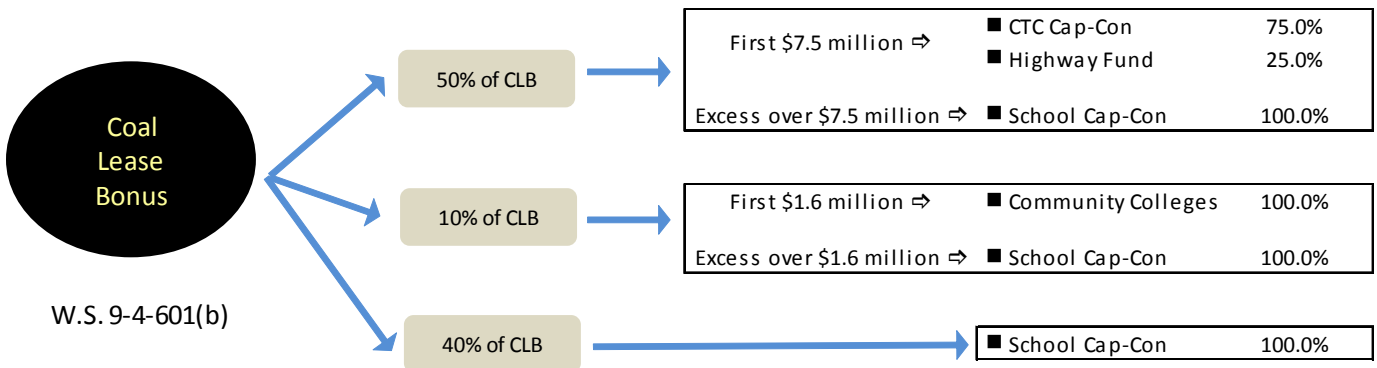 Coal
Lease
Bonus
W.S. 9-4-601(b)
50% of CLB
First $7.5 million ⇨ ■ CTC Cap-Con 75.0%
■ Highway Fund 25.0%
Excess over $7.5 million ⇨ ■ School Cap-Con 100.0%
10% of CLB
First $1.6 million ⇨ ■ Community Colleges 100.0%
Excess over $1.6 million ⇨ ■ School Cap-Con 100.0%
40% of CLB
■ School Cap-Con 100.0%